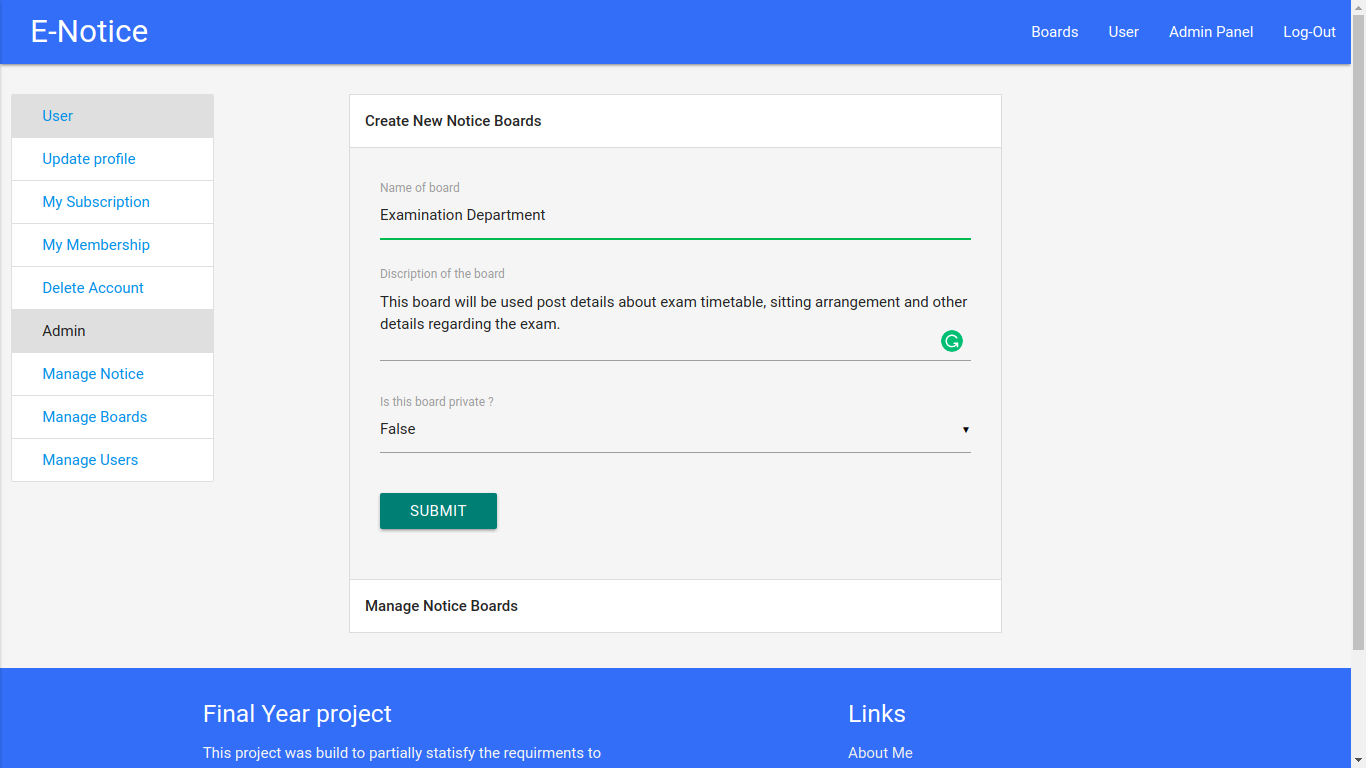 E-Notice
Boards
User
Admin Panel
Log-Out
User
Update profile
My Subscription
My Membership
Delete Account
Admin
Manage Notice
Manage Boards
Manage Users
Create New Notice Boards
Name of board
Examination Department
Discription of the board
This board will be used post details about exam timetable, sitting arrangement and other
details regarding the exam.
Is this board private ?
False
SUBMIT
Manage Notice Boards
Final Year project
This project was build to partially statisfy the requirments to
Links
About Me